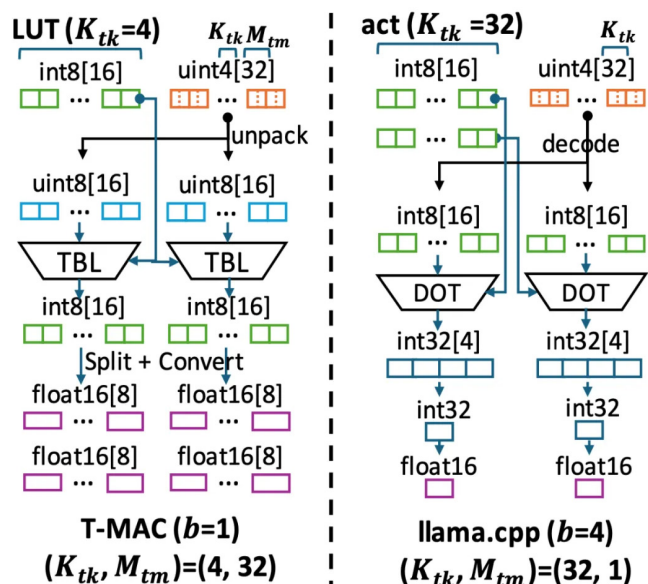 LUT (K_tk=4)
K_tk M_tm
int8[16]
uint4[32]
...
...
unpack
uint8[16]
uint8[16]
...
...
TBL
TBL
int8[16]
int8[16]
...
...
Split + Convert
float16[8]
float16[8]
...
...
float16[8]
float16[8]
...
...
T-MAC (b=1)
(K_tk, M_tm)=(4, 32)
act (K_tk =32)
K_tk
int8[16]
uint4[32]
...
...
...
decode
int8[16]
int8[16]
...
...
DOT
DOT
int32[4]
int32[4]
int32
int32
float16
float16
llama.cpp (b=4)
(K_tk, M_tm)=(32, 1)